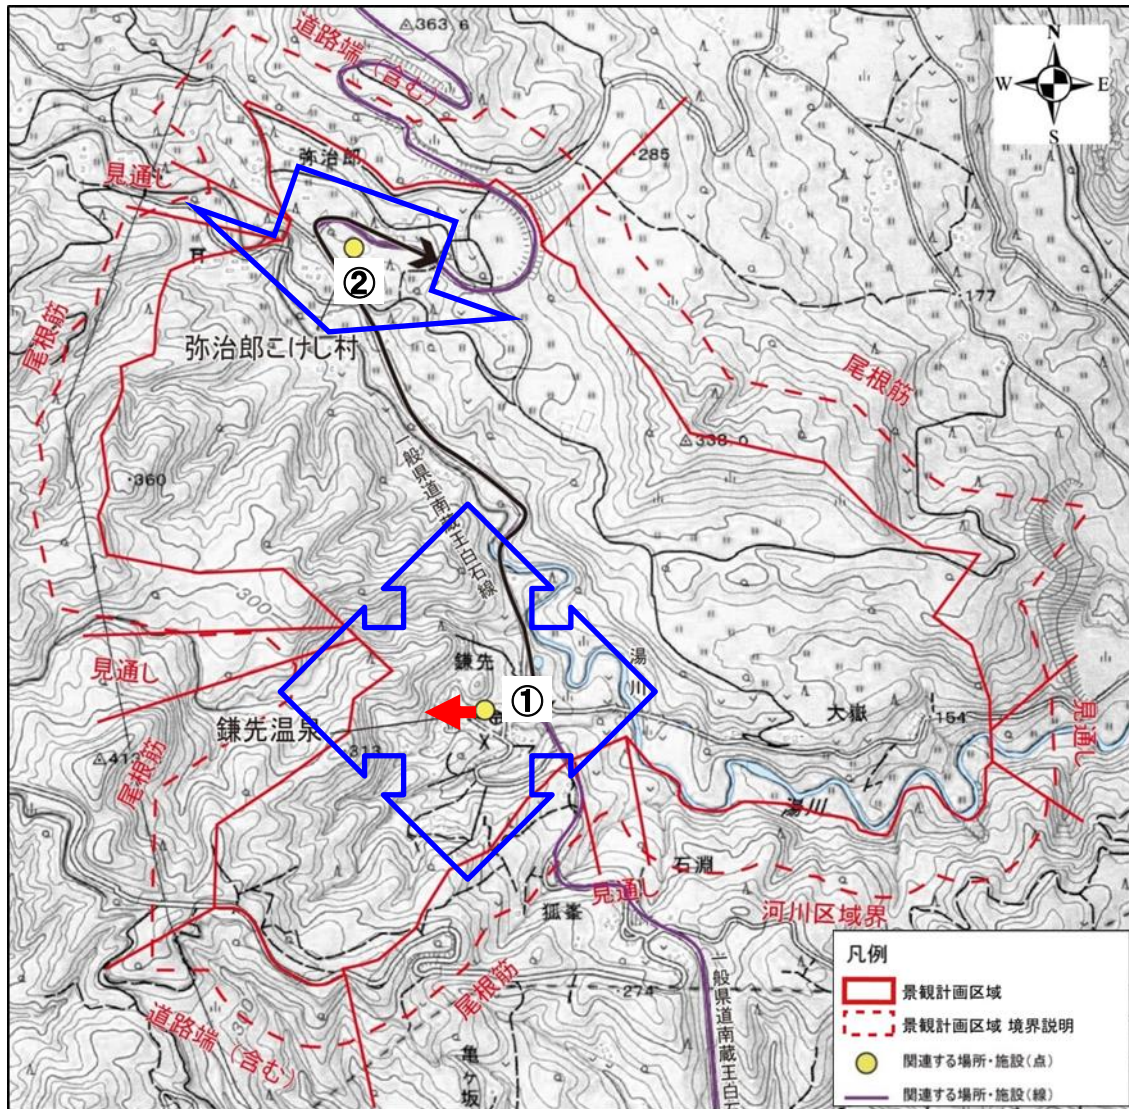 363.6
道路端(含む)
N
W
E
S
弥治郎
285
見通し
②
177
尾根筋
弥治郎こけし村
尾根筋
338.0
一般県道南蔵王白石線
360
300
見通し
鎌先
湯川
①
大嶽
154
見通し
鎌先温泉
313
413
尾根筋
湯川
石淵
見通し
狐峯
河川区域界
尾根筋
274
一般県道南蔵王白石
道路端(含む)
亀ヶ坂
凡例
景観計画区域
景観計画区域 境界説明
関連する場所・施設(点)
関連する場所・施設(線)